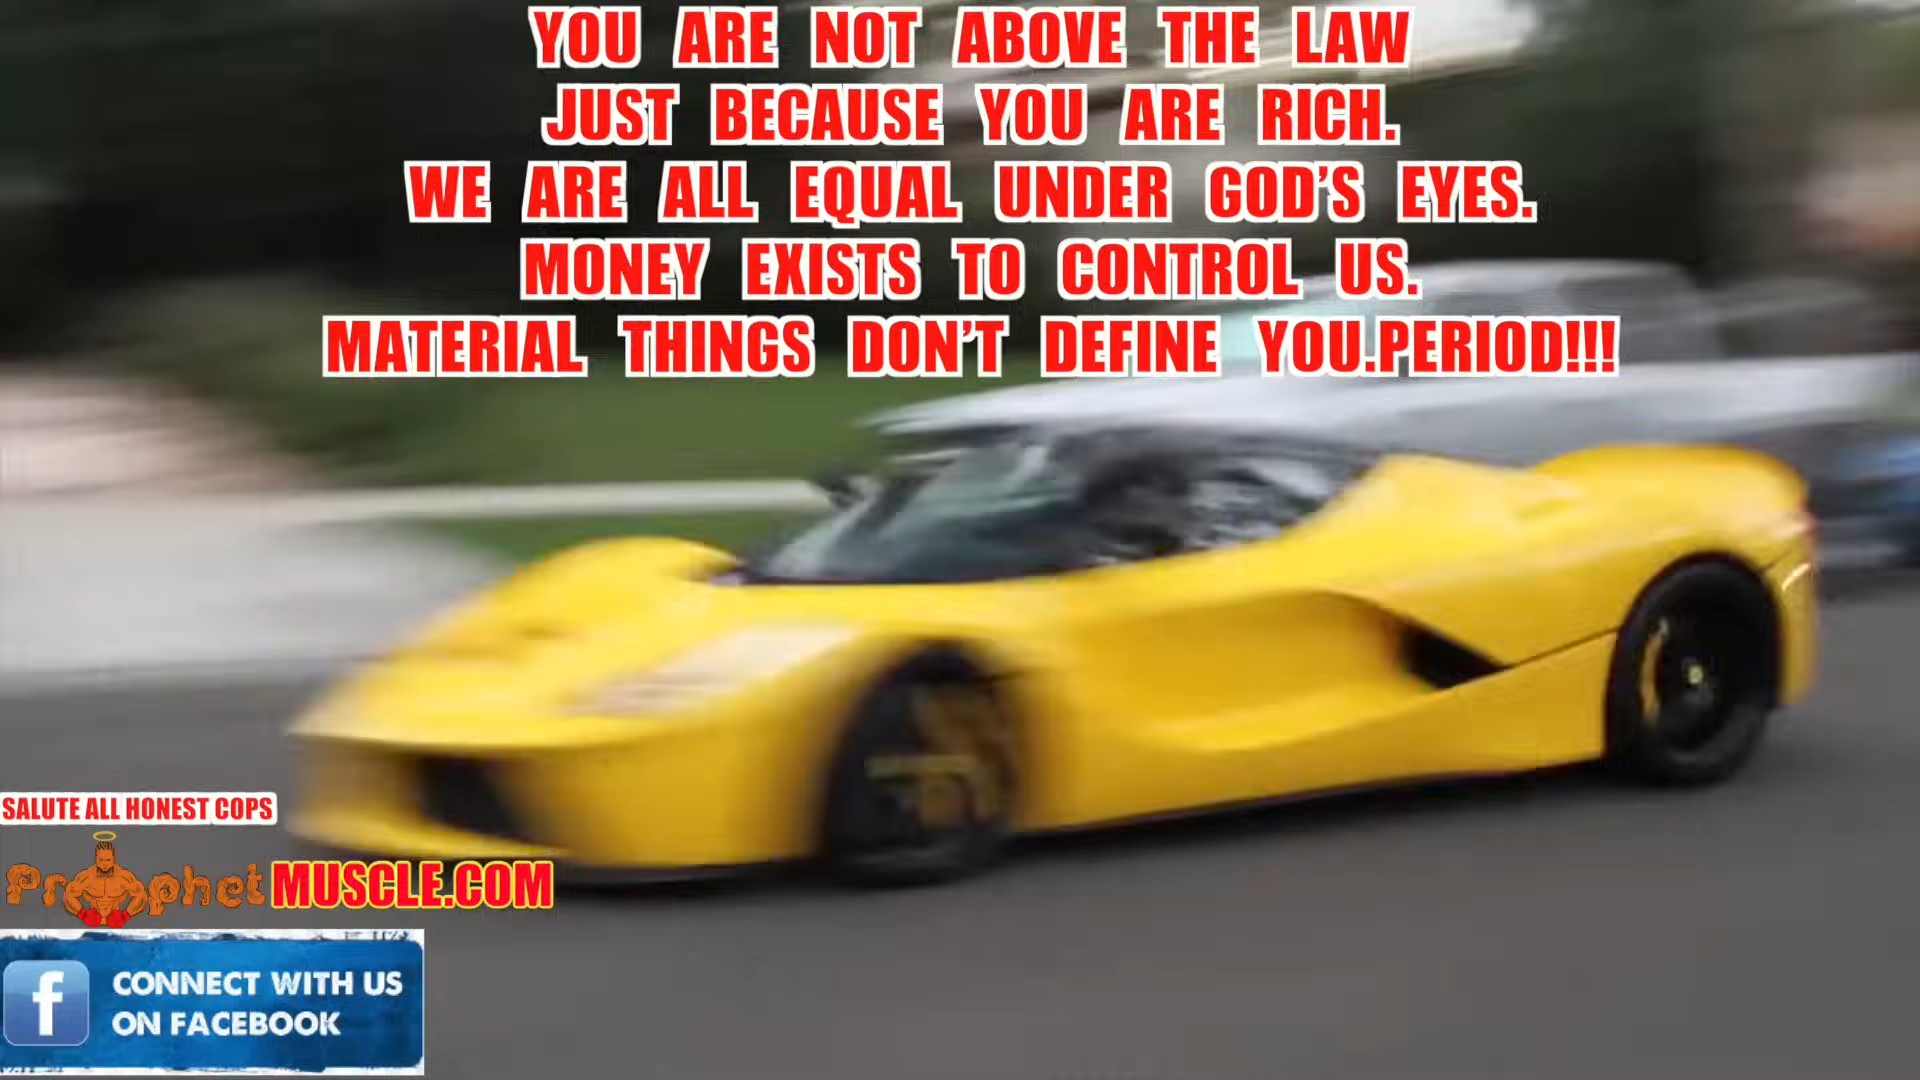 YOU ARE NOT ABOVE THE LAW
JUST BECAUSE YOU ARE RICH.
WE ARE ALL EQUAL UNDER GOD'S EYES.
MONEY EXISTS TO CONTROL US.
MATERIAL THINGS DON'T DEFINE YOU.PERIOD!!!
SALUTE ALL HONEST COPS
Prophet MUSCLE.COM
f CONNECT WITH US
ON FACEBOOK